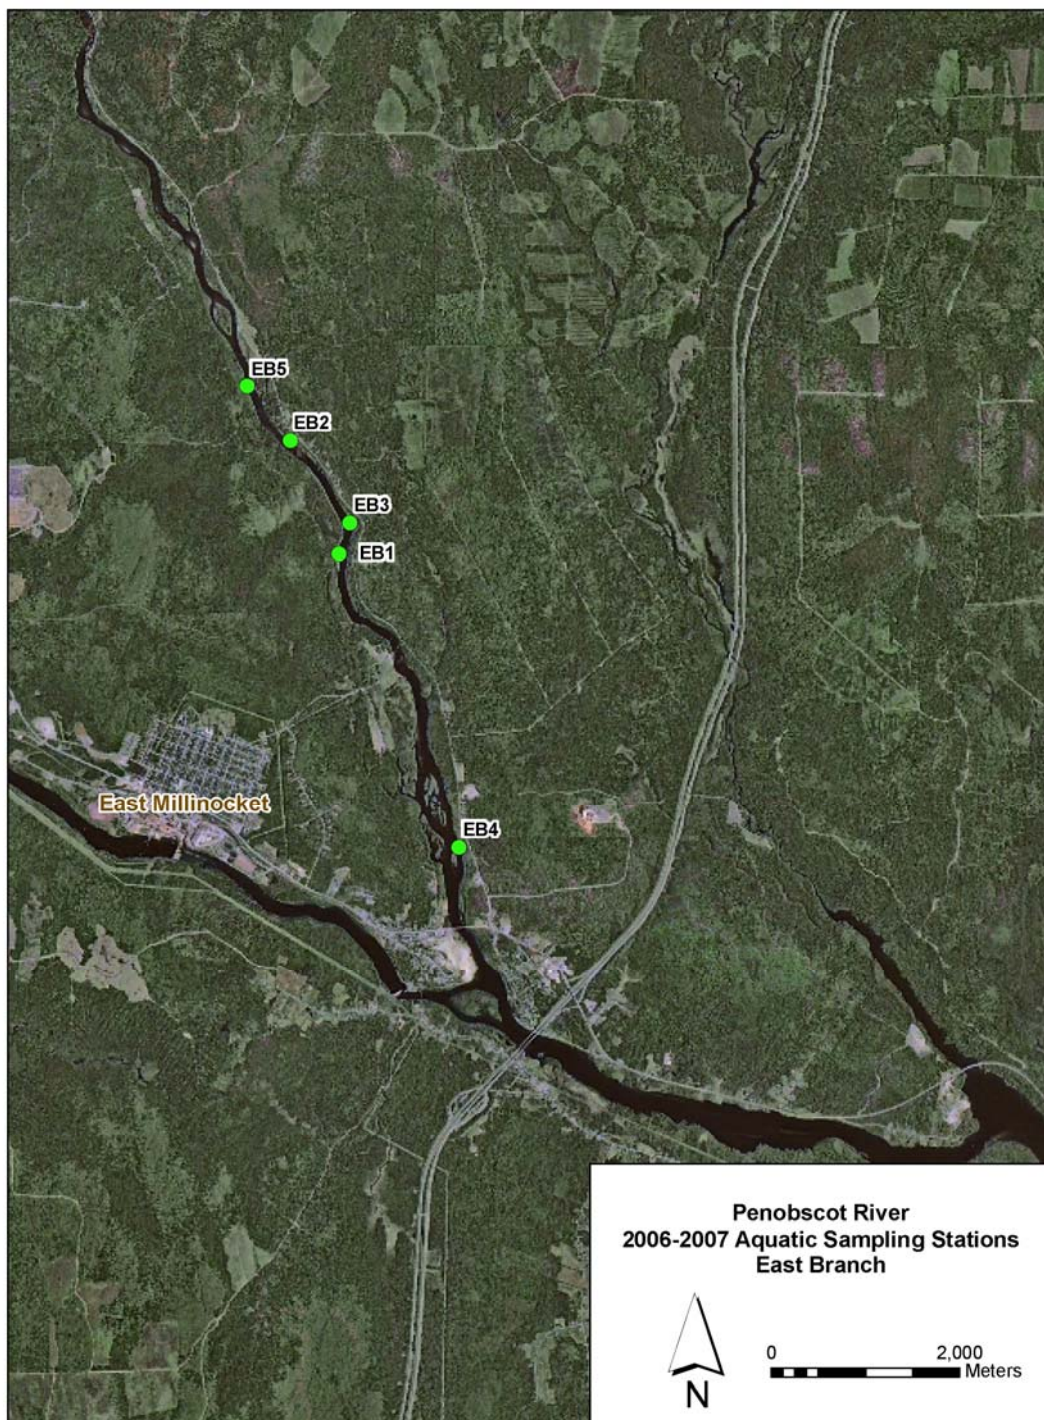 EB5
EB2
EB3
EB1
East Millinocket
EB4
Penobscot River
2006-2007 Aquatic Sampling Stations
East Branch
0 2,000
Meters
N